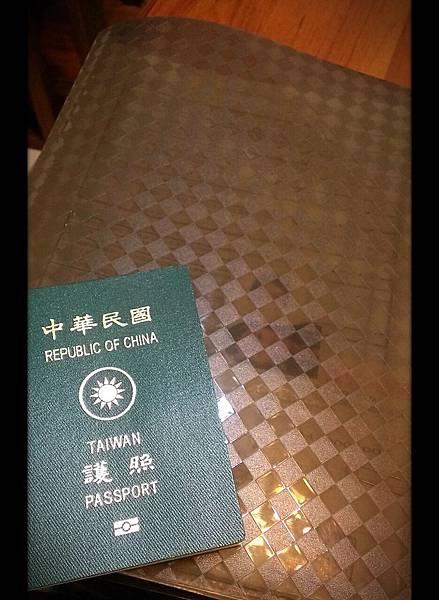 中華民國
REPUBLIC OF CHINA
TAIWAN
護照
PASSPORT